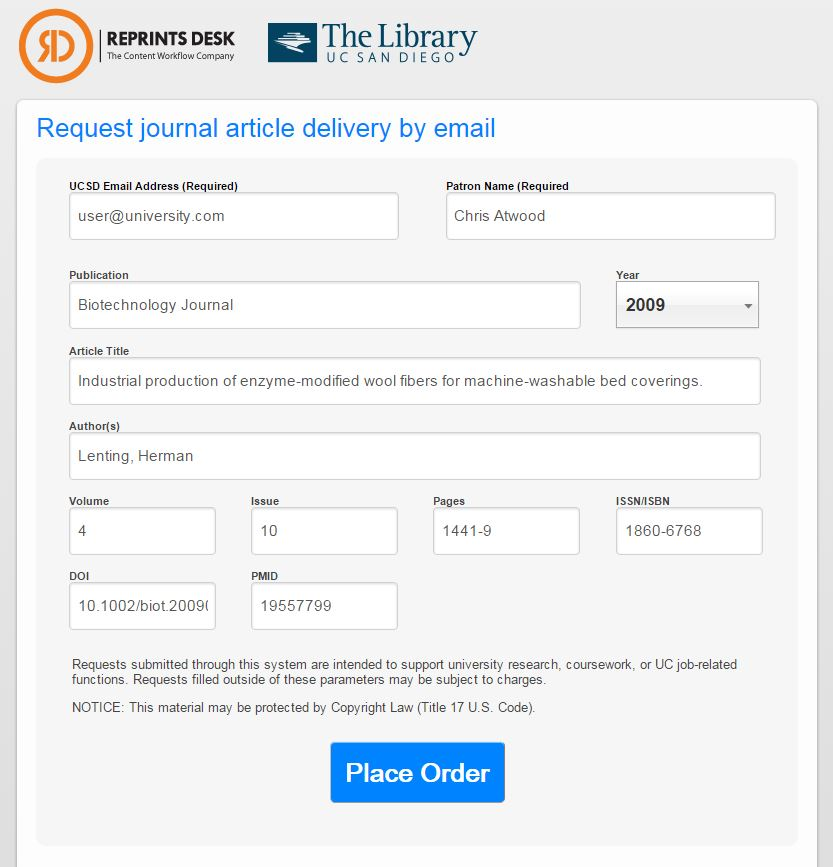 RD REPRINTS DESK
The Content Workflow Company
The Library
UC SAN DIEGO
Request journal article delivery by email
UCSD Email Address (Required) Patron Name (Required
user@university.com Chris Atwood
Publication Year
Biotechnology Journal 2009
Article Title
Industrial production of enzyme-modified wool fibers for machine-washable bed coverings.
Author(s)
Lenting, Herman
Volume Issue Pages ISSN/ISBN
4 10 1441-9 1860-6768
DOI PMID
10.1002/biot.2009 19557799
Requests submitted through this system are intended to support university research, coursework, or UC job-related
functions. Requests filled outside of these parameters may be subject to charges.
NOTICE: This material may be protected by Copyright Law (Title 17 U.S. Code).
Place Order